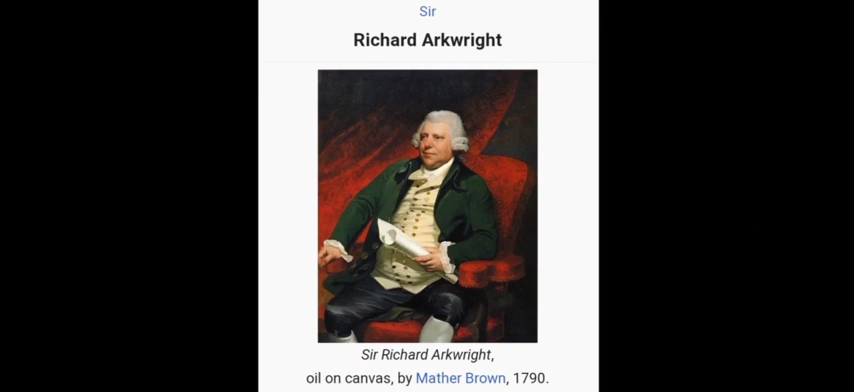 Sir
Richard Arkwright
Sir Richard Arkwright,
oil on canvas, by Mather Brown, 1790.